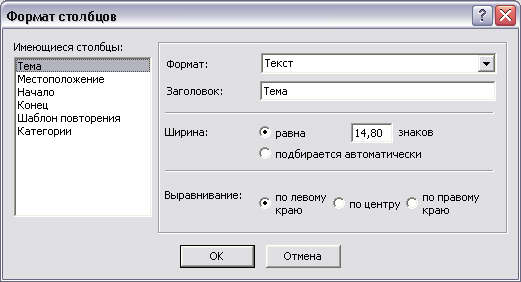 Формат столбцов
Имеющиеся столбцы:
Тема
Местоположение
Начало
Конец
Шаблон повторения
Категории
Формат: Текст
Заголовок: Тема
Ширина: равна 14,80 знаков
подбирается автоматически
Выравнивание: по левому краю по центру по правому краю
ОК Отмена